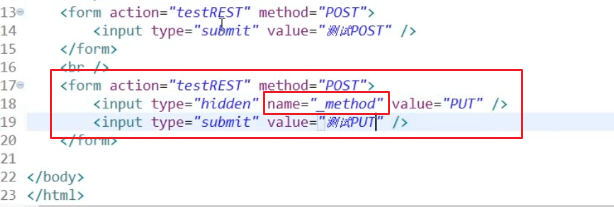 13 <form action="testREST" method="POST">
14 <input type="submit" value="测试POST" />
15 </form>
16 <br />
17 <form action="testREST" method="POST">
18 <input type="hidden" name="_method" value="PUT" />
19 <input type="submit" value="测试PUT" />
20 </form>
21
22 </body>
23 </html>